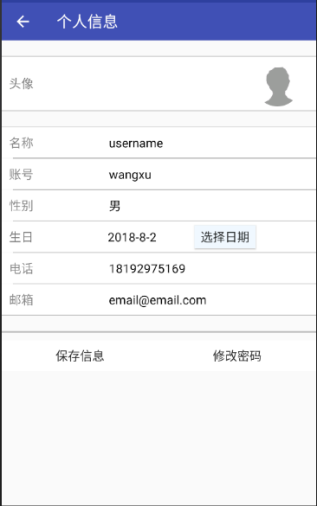 个人信息
头像
名称 username
账号 wangxu
性别 男
生日 2018-8-2 选择日期
电话 18192975169
邮箱 email@email.com
保存信息 修改密码